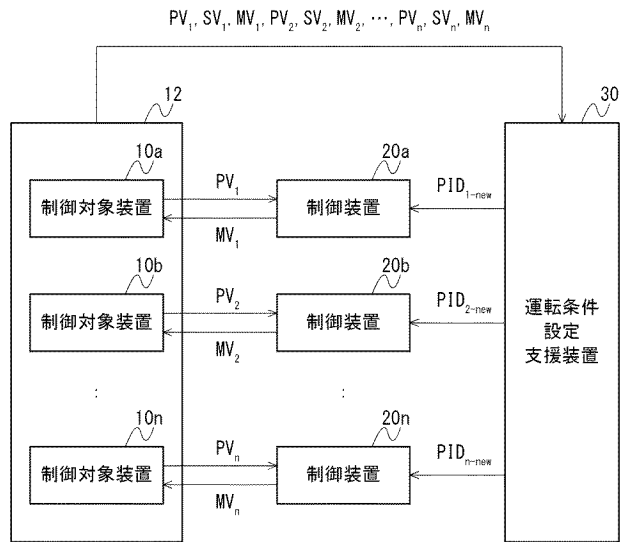 PV₁, SV₁, MV₁, PV₂, SV₂, MV₂, …, PVₙ, SVₙ, MVₙ
12
30
10a
20a
PV₁
PID₁₋new
制御対象装置
制御装置
MV₁
10b
20b
PV₂
PID₂₋new
制御対象装置
制御装置
MV₂
運転条件
設定
支援装置
:
:
10n
20n
PVₙ
PIDₙ₋new
制御対象装置
制御装置
MVₙ